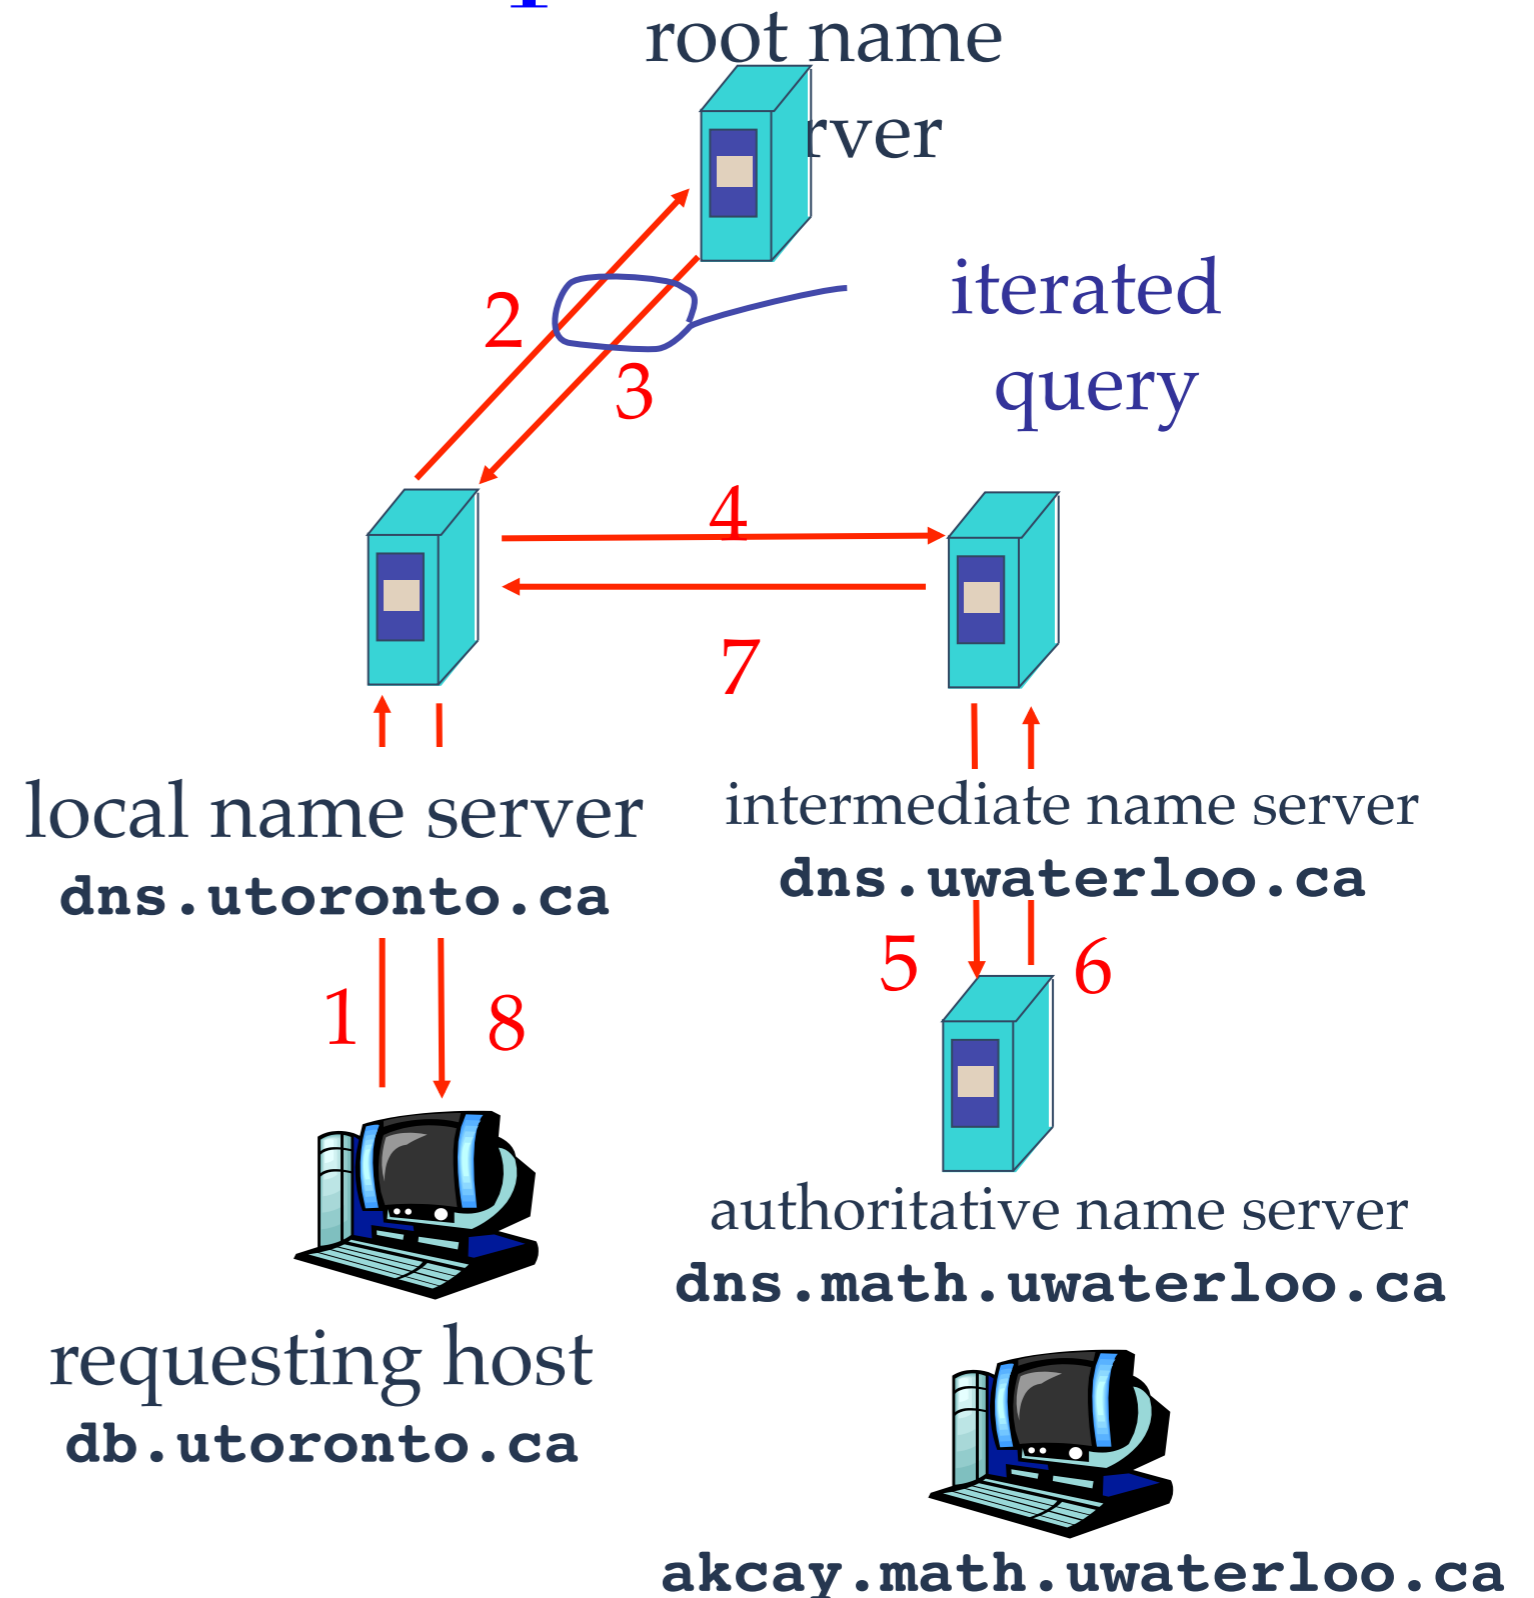 root name
rver
iterated
query
2
3
4
7
local name server
dns.utoronto.ca
intermediate name server
dns.uwaterloo.ca
5
6
1
8
authoritative name server
dns.math.uwaterloo.ca
requesting host
db.utoronto.ca
akcay.math.uwaterloo.ca